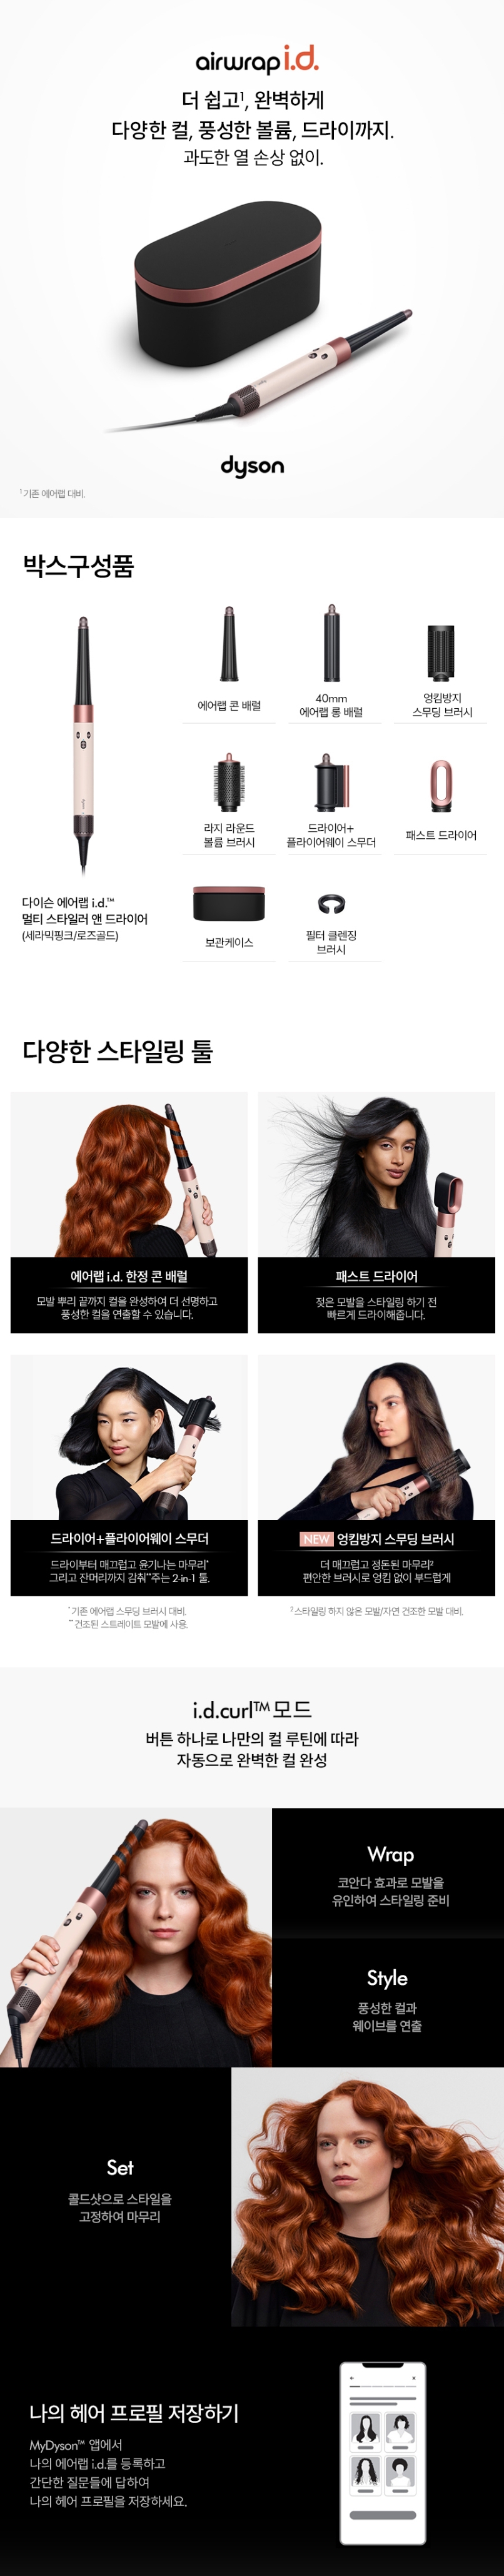 airwrap i.d.
더 쉽고¹, 완벽하게
다양한 컬, 풍성한 볼륨, 드라이까지.
과도한 열 손상 없이.
dyson
¹기존 에어랩 대비.
박스구성품
에어랩 콘 배럴
40mm
에어랩 롱 배럴
엉킴방지
스무딩 브러시
라지 라운드
볼륨 브러시
드라이어+
플라이어웨이 스무더
패스트 드라이어
다이슨 에어랩 i.d.™
멀티 스타일러 앤 드라이어
(세라믹핑크/로즈골드)
보관케이스
필터 클렌징
브러시
다양한 스타일링 툴
에어랩 i.d. 한정 콘 배럴
모발 뿌리 끝까지 컬을 완성하여 더 선명하고
풍성한 컬을 연출할 수 있습니다.
패스트 드라이어
젖은 모발을 스타일링 하기 전
빠르게 드라이해줍니다.
드라이어+플라이어웨이 스무더
드라이부터 매끄럽고 윤기나는 마무리*
그리고 잔머리까지 감춰**주는 2-in-1 툴.
NEW 엉킴방지 스무딩 브러시
더 매끄럽고 정돈된 마무리²
편안한 브러시로 엉킴 없이 부드럽게
*기존 에어랩 스무딩 브러시 대비.
**건조된 스트레이트 모발에 사용.
²스타일링 하지 않은 모발/자연 건조한 모발 대비.
i.d.curl™ 모드
버튼 하나로 나만의 컬 루틴에 따라
자동으로 완벽한 컬 완성
Wrap
코안다 효과로 모발을
유인하여 스타일링 준비
Style
풍성한 컬과
웨이브를 연출
Set
콜드샷으로 스타일을
고정하여 마무리
나의 헤어 프로필 저장하기
MyDyson™ 앱에서
나의 에어랩 i.d.를 등록하고
간단한 질문들에 답하여
나의 헤어 프로필을 저장하세요.